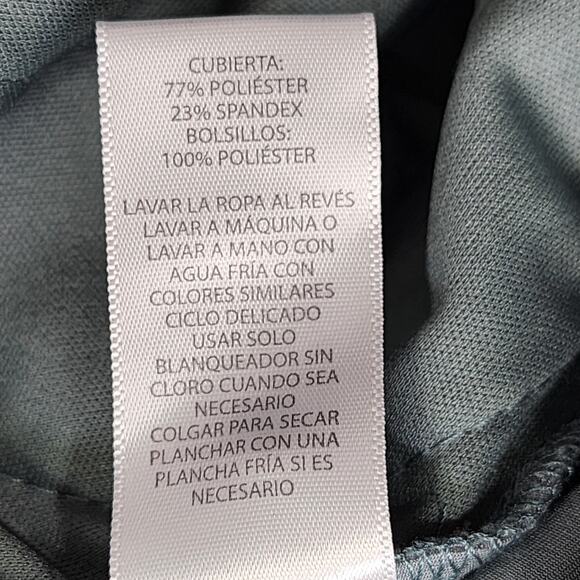 CUBIERTA:
77% POLIÉSTER
23% SPANDEX
BOLSILLOS:
100% POLIÉSTER
LAVAR LA ROPA AL REVÉS
LAVAR A MÁQUINA O
LAVAR A MANO CON
AGUA FRÍA CON
COLORES SIMILARES
CICLO DELICADO
USAR SOLO
BLANQUEADOR SIN
CLORO CUANDO SEA
NECESARIO
COLGAR PARA SECAR
PLANCHAR CON UNA
PLANCHA FRÍA SI ES
NECESARIO